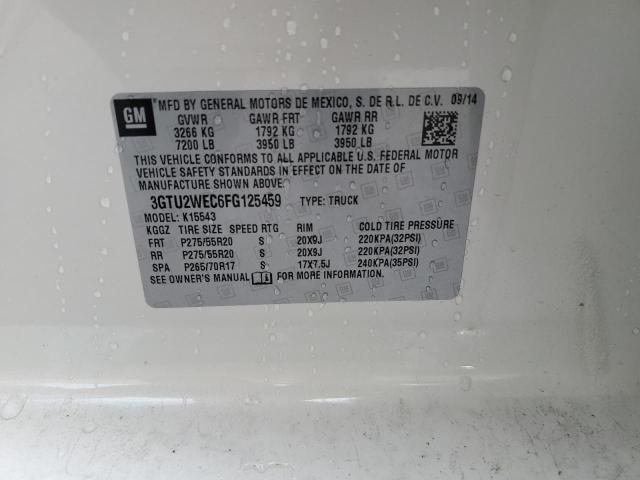 GM
MFD BY GENERAL MOTORS DE MEXICO, S. DE R.L. DE C.V. 09/14
GVWR GAWR FRT GAWR RR
3266 KG 1792 KG 1792 KG
7200 LB 3950 LB 3950 LB
THIS VEHICLE CONFORMS TO ALL APPLICABLE U.S. FEDERAL MOTOR
VEHICLE SAFETY STANDARDS IN EFFECT ON THE DATE OF
MANUFACTURE SHOWN ABOVE.
3GTU2WEC6FG125459 TYPE: TRUCK
MODEL: K15543
KGGZ TIRE SIZE SPEED RTG RIM COLD TIRE PRESSURE
FRT P275/55R20 S 20X9J 220KPA(32PSI)
RR P275/55R20 S 20X9J 220KPA(32PSI)
SPA P265/70R17 S 17X7.5J 240KPA(35PSI)
SEE OWNER'S MANUAL FOR MORE INFORMATION.